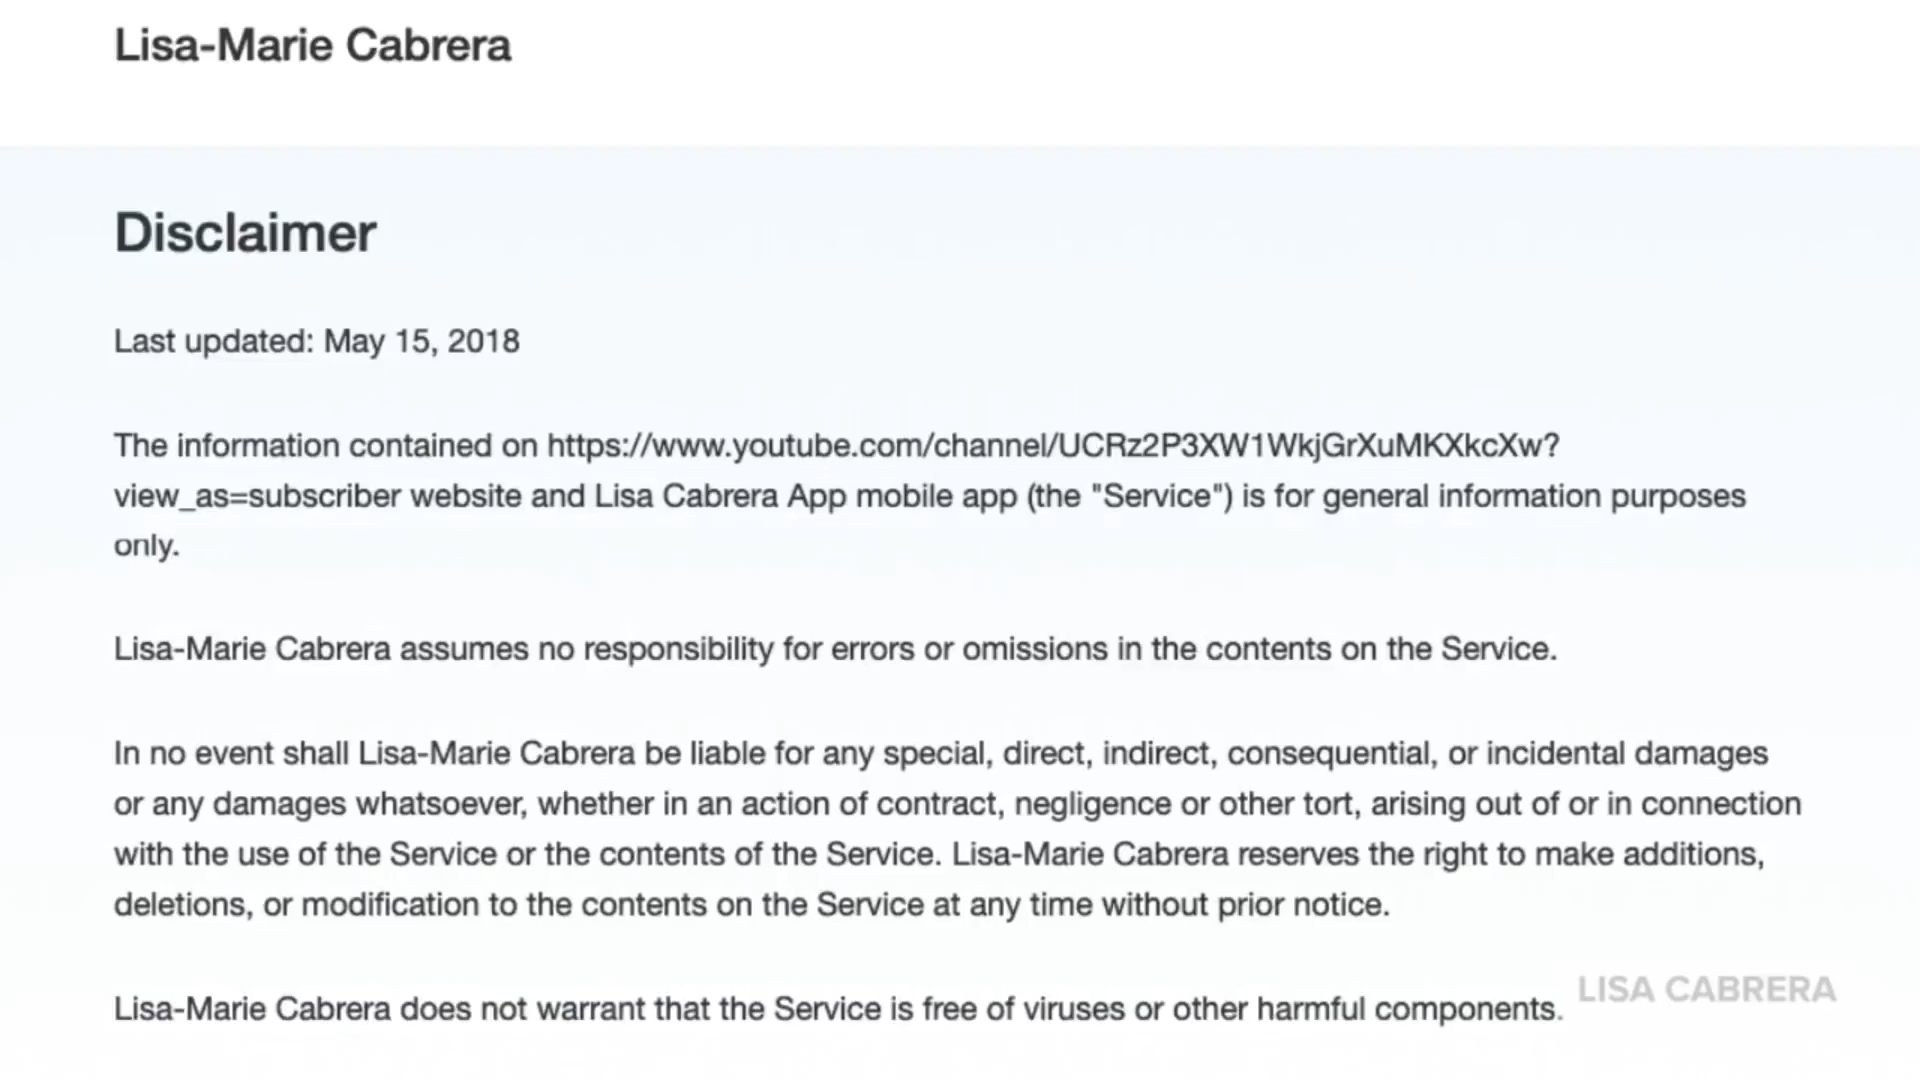 Lisa-Marie Cabrera
Disclaimer
Last updated: May 15, 2018
The information contained on https://www.youtube.com/channel/UCRz2P3XW1WkjGrXuMKXkcXw?
view_as=subscriber website and Lisa Cabrera App mobile app (the "Service") is for general information purposes
only.
Lisa-Marie Cabrera assumes no responsibility for errors or omissions in the contents on the Service.
In no event shall Lisa-Marie Cabrera be liable for any special, direct, indirect, consequential, or incidental damages
or any damages whatsoever, whether in an action of contract, negligence or other tort, arising out of or in connection
with the use of the Service or the contents of the Service. Lisa-Marie Cabrera reserves the right to make additions,
deletions, or modification to the contents on the Service at any time without prior notice.
Lisa-Marie Cabrera does not warrant that the Service is free of viruses or other harmful components.
LISA CABRERA